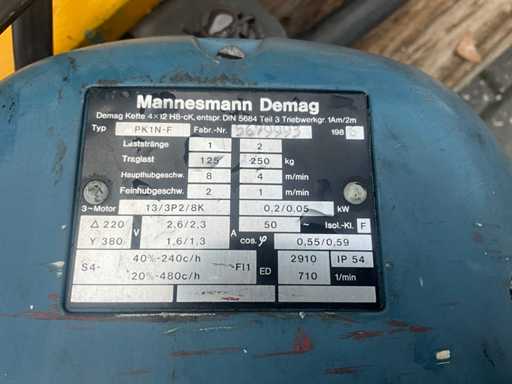 Mannesmann Demag
Demag Kette 4×12 H8-cK, entspr. DIN 5684 Teil 3 Triebwerkgr. 1Am/2m
Typ PK1N-F Fabr.-Nr. 5679993 198
Laststränge 1 2
Traglast 125 250 kg
Haupthubgeschw. 8 4 m/min
Feinhubgeschw. 2 1 m/min
3~Motor 13/3P2/8K 0,2/0,05 kW
△ 220 V 2,6/2,3 A 50 ~ Isol.-Kl. F
Y 380 1,6/1,3 cos. φ 0,55/0,59
S4- 40%-240c/h FI1 ED 2910 IP 54
20%-480c/h 710 1/min